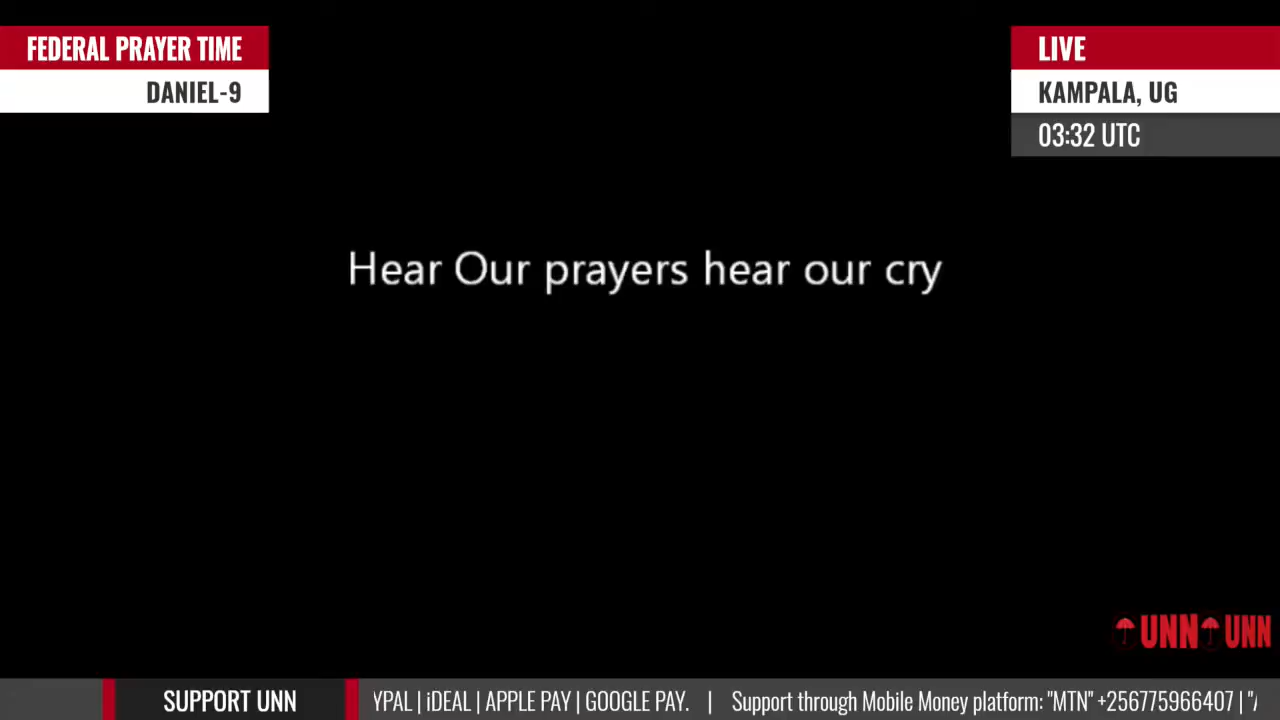 FEDERAL PRAYER TIME
DANIEL-9
LIVE
KAMPALA, UG
03:32 UTC
Hear Our prayers hear our cry
UNN UNN
SUPPORT UNN
YPAL | iDEAL | APPLE PAY | GOOGLE PAY. | Support through Mobile Money platform: "MTN" +256775966407 | "